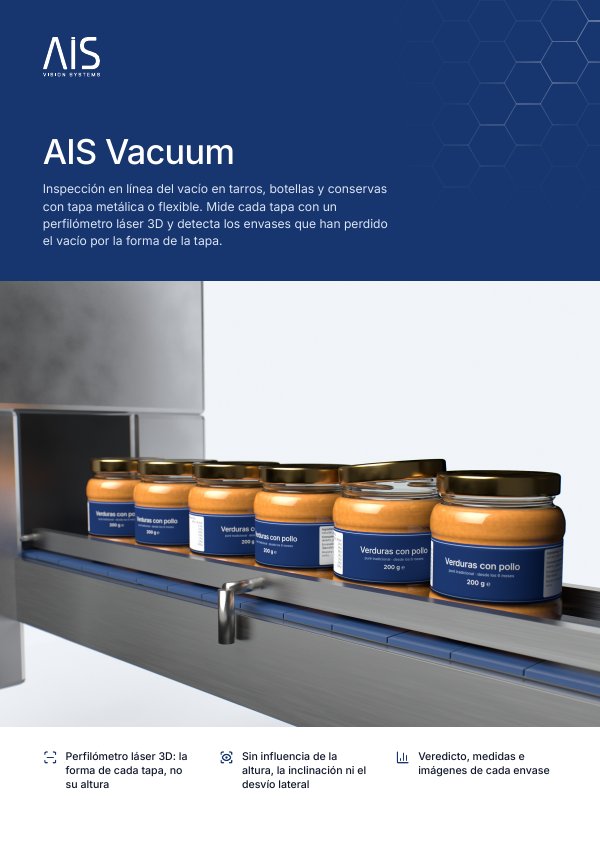 AIS
VISION SYSTEMS
AIS Vacuum
Inspección en línea del vacío en tarros, botellas y conservas
con tapa metálica o flexible. Mide cada tapa con un
perfilómetro láser 3D y detecta los envases que han perdido
el vacío por la forma de la tapa.
Verduras con pollo
200 g e
Verduras con pollo
200 g e
Verduras con pollo
200 g e
Verduras con pollo
200 g
Perfilómetro láser 3D: la
forma de cada tapa, no
su altura
Sin influencia de la
altura, la inclinación ni el
desvío lateral
Veredicto, medidas e
imágenes de cada envase